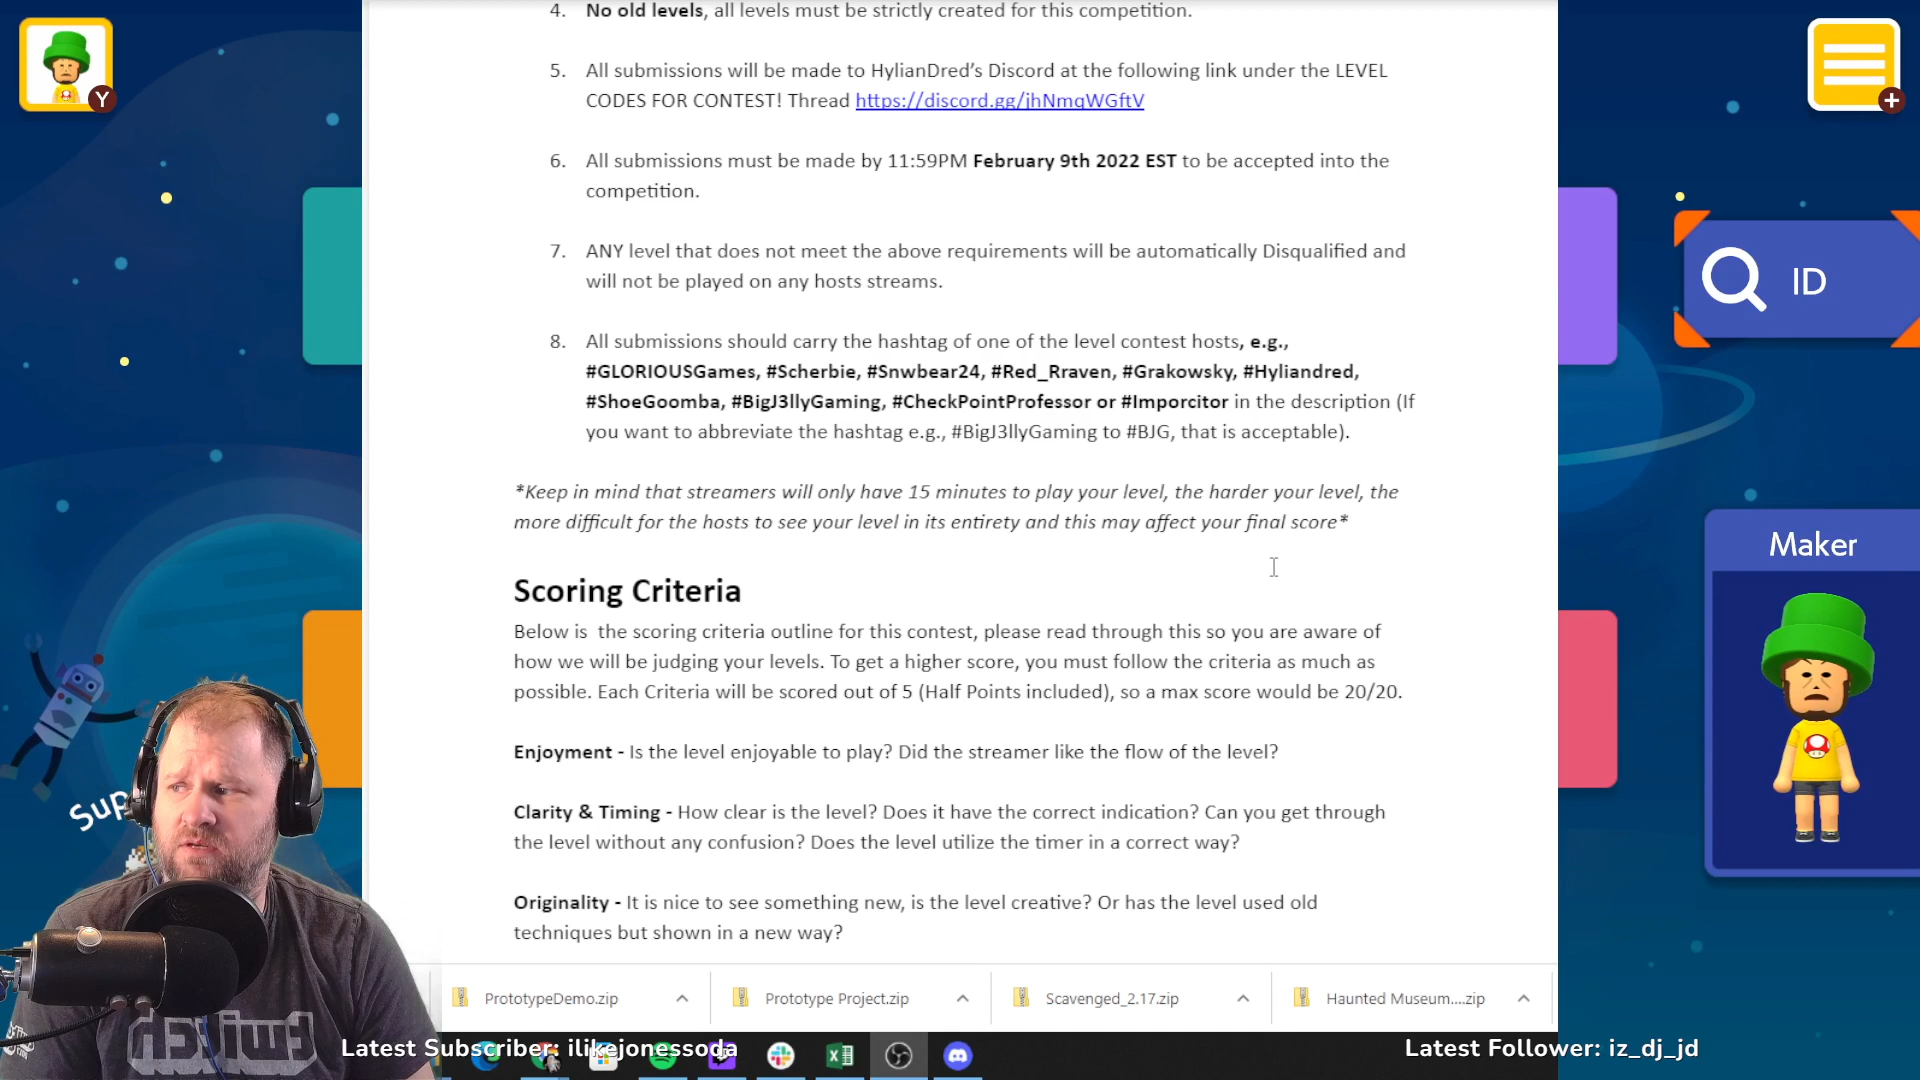 4. No old levels, all levels must be strictly created for this competition.
Y
5. All submissions will be made to HylianDred's Discord at the following link under the LEVEL
CODES FOR CONTEST! Thread https://discord.gg/jhNmqWGftV
6. All submissions must be made by 11:59PM February 9th 2022 EST to be accepted into the
competition.
7. ANY level that does not meet the above requirements will be automatically Disqualified and
will not be played on any hosts streams.
ID
8. All submissions should carry the hashtag of one of the level contest hosts, e.g.,
#GLORIOUSGames, #Scherbie, #Snwbear24, #Red_Rraven, #Grakowsky, #Hyliandred,
#ShoeGoomba, #BigJ3llyGaming, #CheckPointProfessor or #Imporcitor in the description (If
you want to abbreviate the hashtag e.g., #BigJ3llyGaming to #BJG, that is acceptable).
*Keep in mind that streamers will only have 15 minutes to play your level, the harder your level, the
more difficult for the hosts to see your level in its entirety and this may affect your final score*
Maker
Scoring Criteria
Below is the scoring criteria outline for this contest, please read through this so you are aware of
how we will be judging your levels. To get a higher score, you must follow the criteria as much as
possible. Each Criteria will be scored out of 5 (Half Points included), so a max score would be 20/20.
Enjoyment - Is the level enjoyable to play? Did the streamer like the flow of the level?
Sup
Clarity & Timing - How clear is the level? Does it have the correct indication? Can you get through
the level without any confusion? Does the level utilize the timer in a correct way?
Originality - It is nice to see something new, is the level creative? Or has the level used old
techniques but shown in a new way?
PrototypeDemo.zip
Prototype Project.zip
Scavenged_2.17.zip
Haunted Museum....zip
twitch
Latest Subscriber: ilikejonessoda
Latest Follower: iz_dj_jd